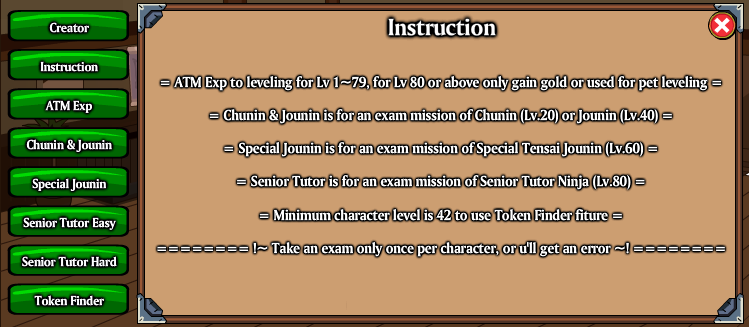 Creator
Instruction
ATM Exp
Chunin & Jounin
Special Jounin
Senior Tutor Easy
Senior Tutor Hard
Token Finder
Instruction
= ATM Exp to leveling for Lv 1~79, for Lv 80 or above only gain gold or used for pet leveling =
= Chunin & Jounin is for an exam mission of Chunin (Lv.20) or Jounin (Lv.40) =
= Special Jounin is for an exam mission of Special Tensai Jounin (Lv.60) =
= Senior Tutor is for an exam mission of Senior Tutor Ninja (Lv.80) =
= Minimum character level is 42 to use Token Finder fiture =
======== !~ Take an exam only once per character, or u'll get an error ~! ========